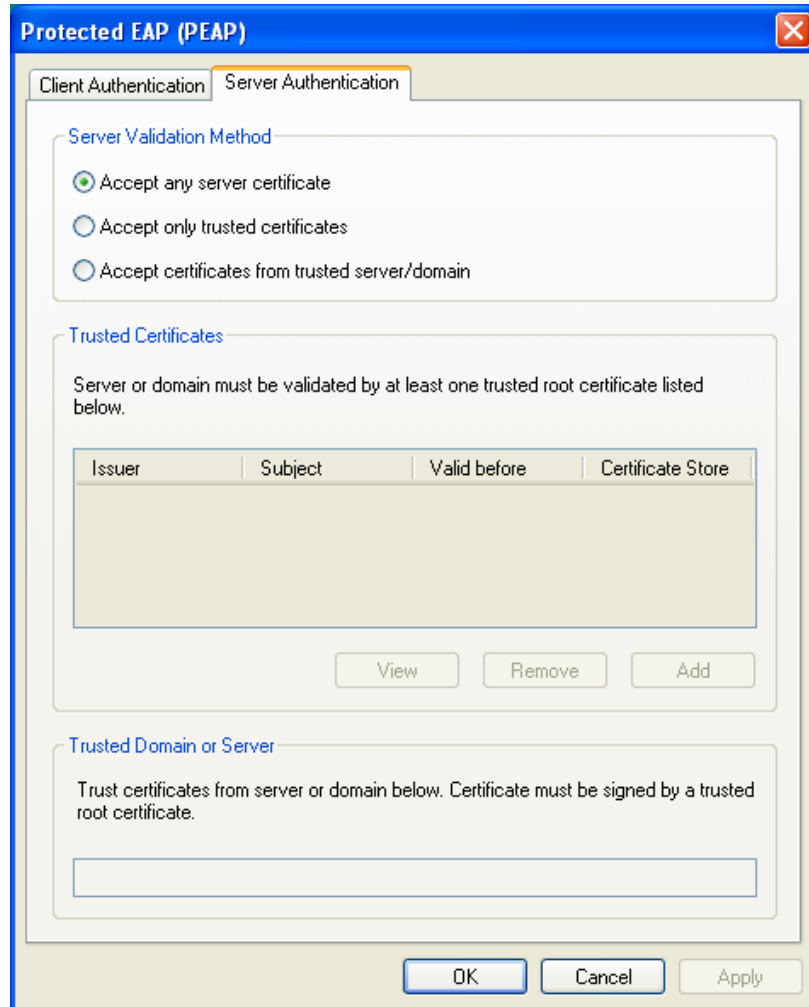 Protected EAP (PEAP)
Client Authentication
Server Authentication
Server Validation Method
Accept any server certificate
Accept only trusted certificates
Accept certificates from trusted server/domain
Trusted Certificates
Server or domain must be validated by at least one trusted root certificate listed
below.
Issuer Subject Valid before Certificate Store
View Remove Add
Trusted Domain or Server
Trust certificates from server or domain below. Certificate must be signed by a trusted
root certificate.
OK Cancel Apply